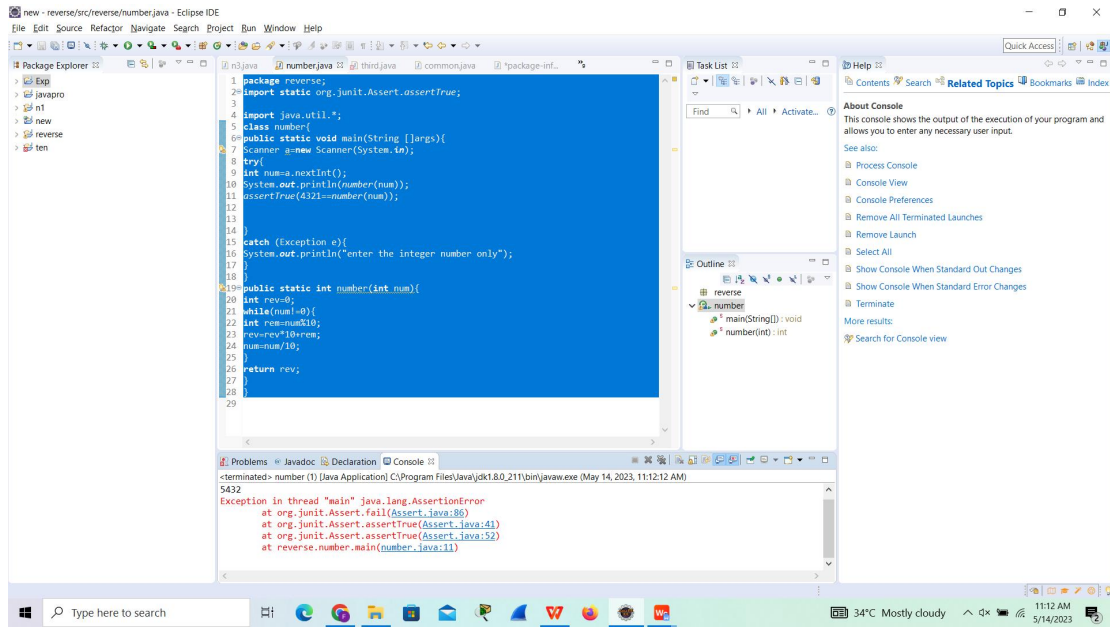 new - reverse/src/reverse/number.java - Eclipse IDE
File Edit Source Refactor Navigate Search Project Run Window Help
Quick Access
Package Explorer
Exp
javapro
n1
new
reverse
ten
n3.java number.java third.java common.java *package-inf...
1 package reverse;
2 import static org.junit.Assert.assertTrue;
3
4 import java.util.*;
5 class number{
6 public static void main(String []args){
7 Scanner a=new Scanner(System.in);
8 try{
9 int num=a.nextInt();
10 System.out.println(number(num));
11 assertTrue(4321==number(num));
12
13
14 }
15 catch (Exception e){
16 System.out.println("enter the integer number only");
17 }
18 }
19 public static int number(int num){
20 int rev=0;
21 while(num!=0){
22 int rem=num%10;
23 rev=rev*10+rem;
24 num=num/10;
25 }
26 return rev;
27 }
28 }
29
Task List
Find All Activate...
Outline
reverse
number
main(String[]) : void
number(int) : int
Help
Contents Search Related Topics Bookmarks Index
About Console
This console shows the output of the execution of your program and
allows you to enter any necessary user input.
See also:
Process Console
Console View
Console Preferences
Remove All Terminated Launches
Remove Launch
Select All
Show Console When Standard Out Changes
Show Console When Standard Error Changes
Terminate
More results:
Search for Console view
Problems Javadoc Declaration Console
<terminated> number (1) [Java Application] C:\Program Files\Java\jdk1.8.0_211\bin\javaw.exe (May 14, 2023, 11:12:12 AM)
5432
Exception in thread "main" java.lang.AssertionError
at org.junit.Assert.fail(Assert.java:86)
at org.junit.Assert.assertTrue(Assert.java:41)
at org.junit.Assert.assertTrue(Assert.java:52)
at reverse.number.main(number.java:11)
Type here to search
34°C Mostly cloudy
11:12 AM
5/14/2023
2